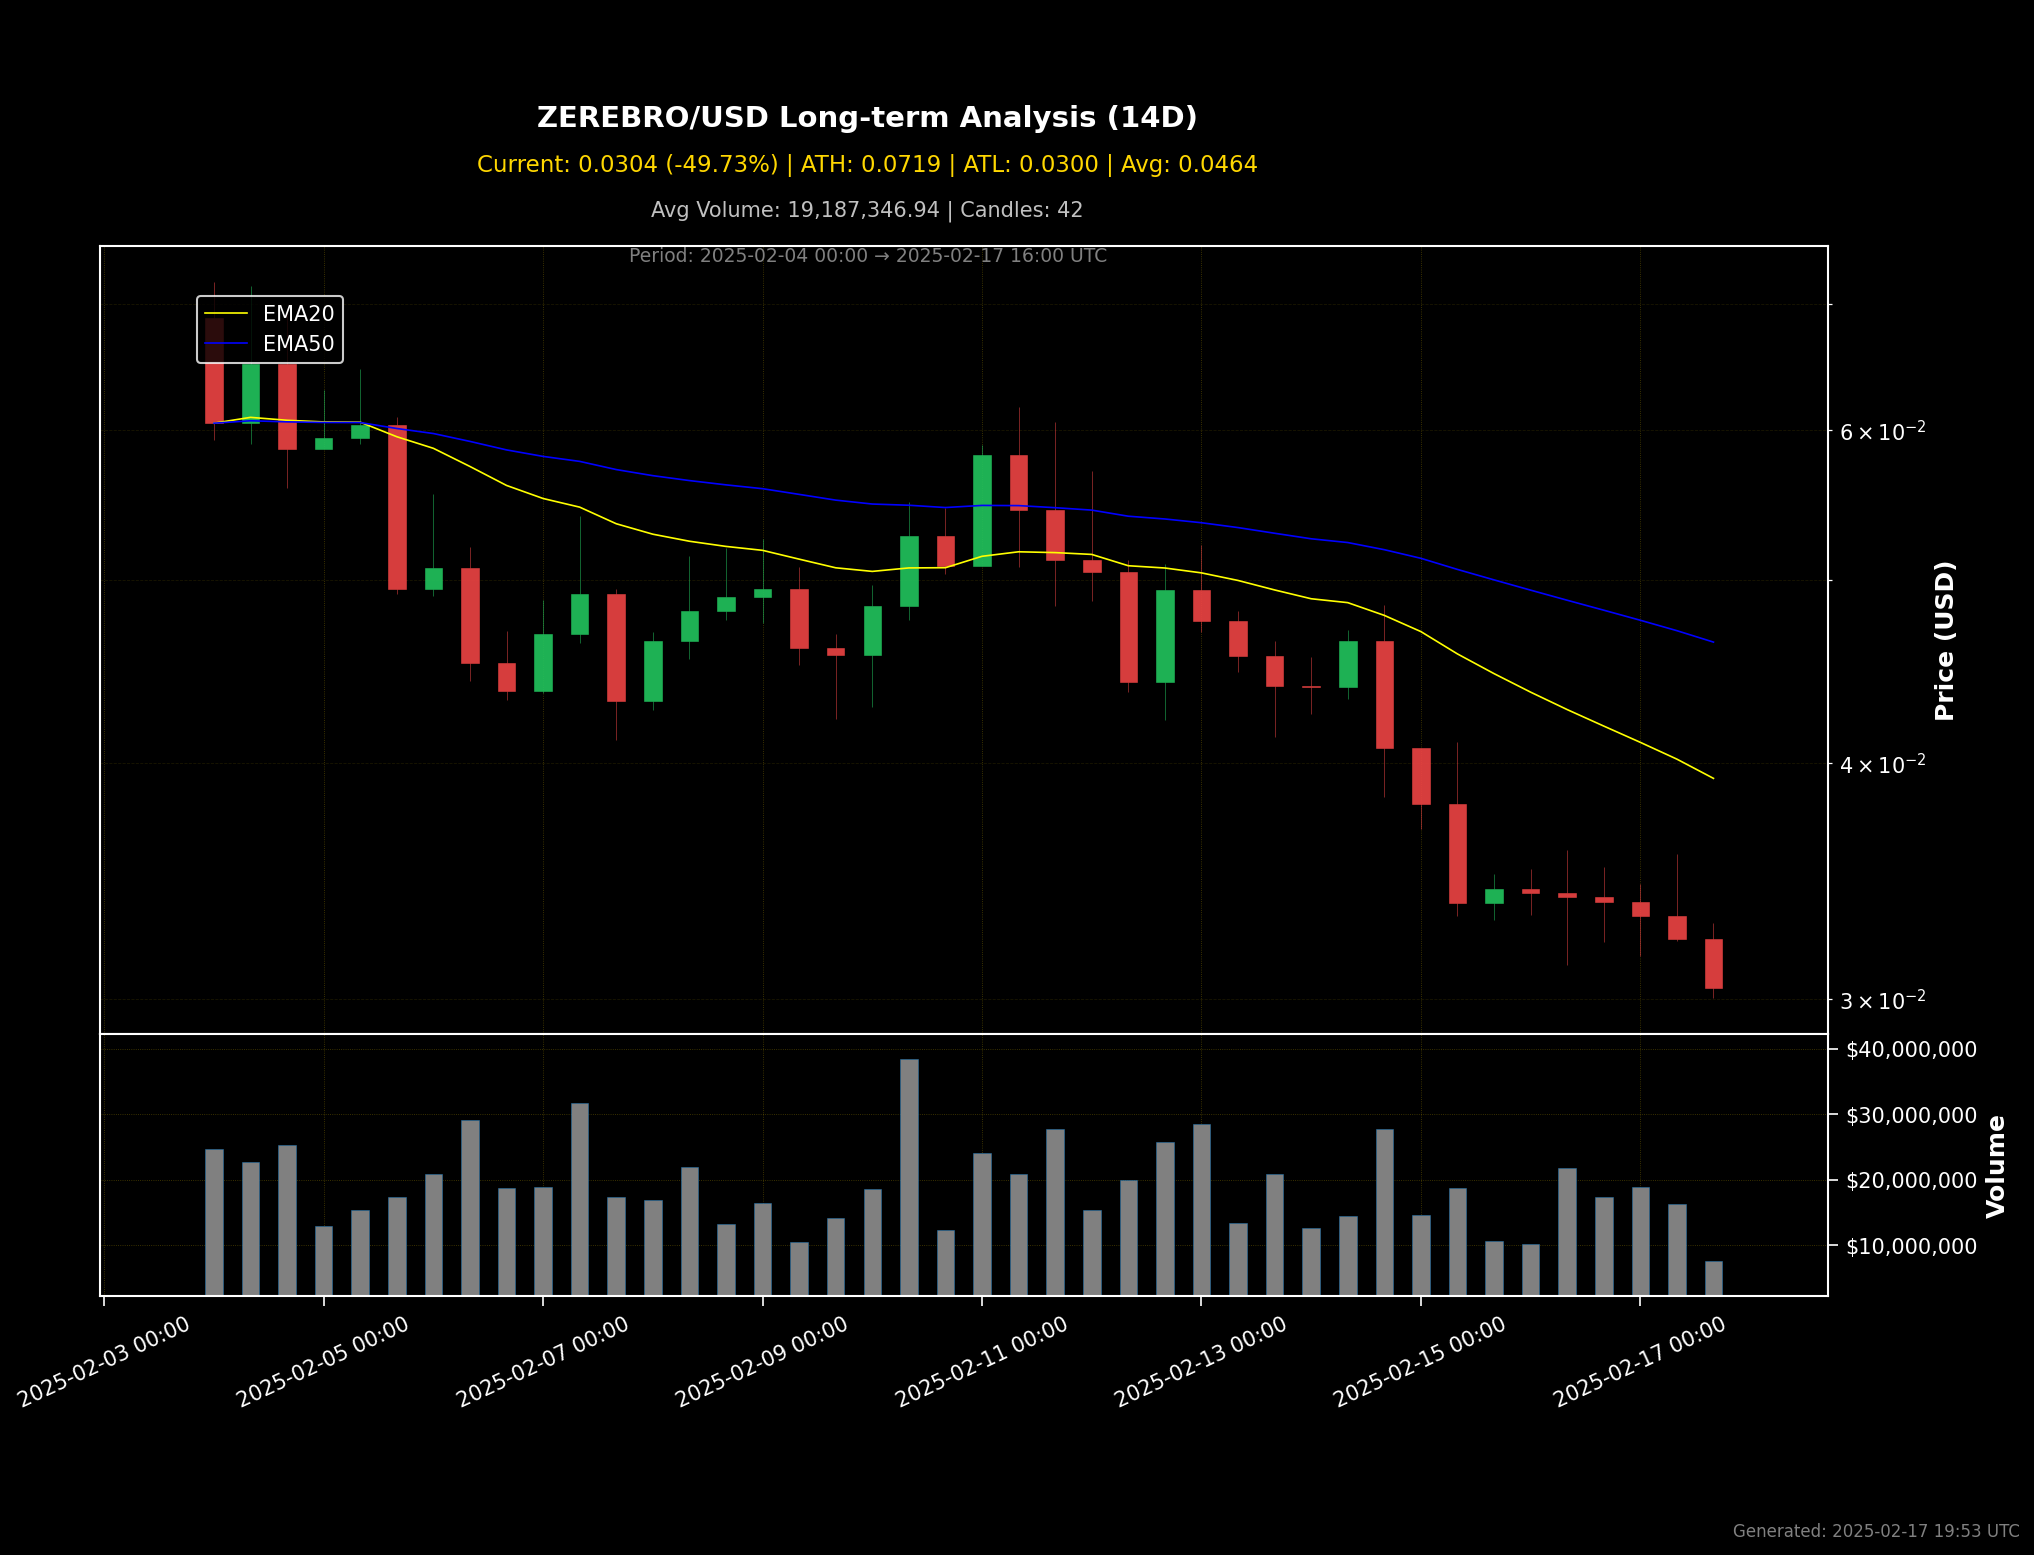 ZEREBRO/USD Long-term Analysis (14D)
Current: 0.0304 (-49.73%) | ATH: 0.0719 | ATL: 0.0300 | Avg: 0.0464
Avg Volume: 19,187,346.94 | Candles: 42
Period: 2025-02-04 00:00 → 2025-02-17 16:00 UTC
EMA20
EMA50
6 × 10⁻²
4 × 10⁻²
3 × 10⁻²
Price (USD)
$40,000,000
$30,000,000
$20,000,000
$10,000,000
Volume
2025-02-03 00:00
2025-02-05 00:00
2025-02-07 00:00
2025-02-09 00:00
2025-02-11 00:00
2025-02-13 00:00
2025-02-15 00:00
2025-02-17 00:00
Generated: 2025-02-17 19:53 UTC